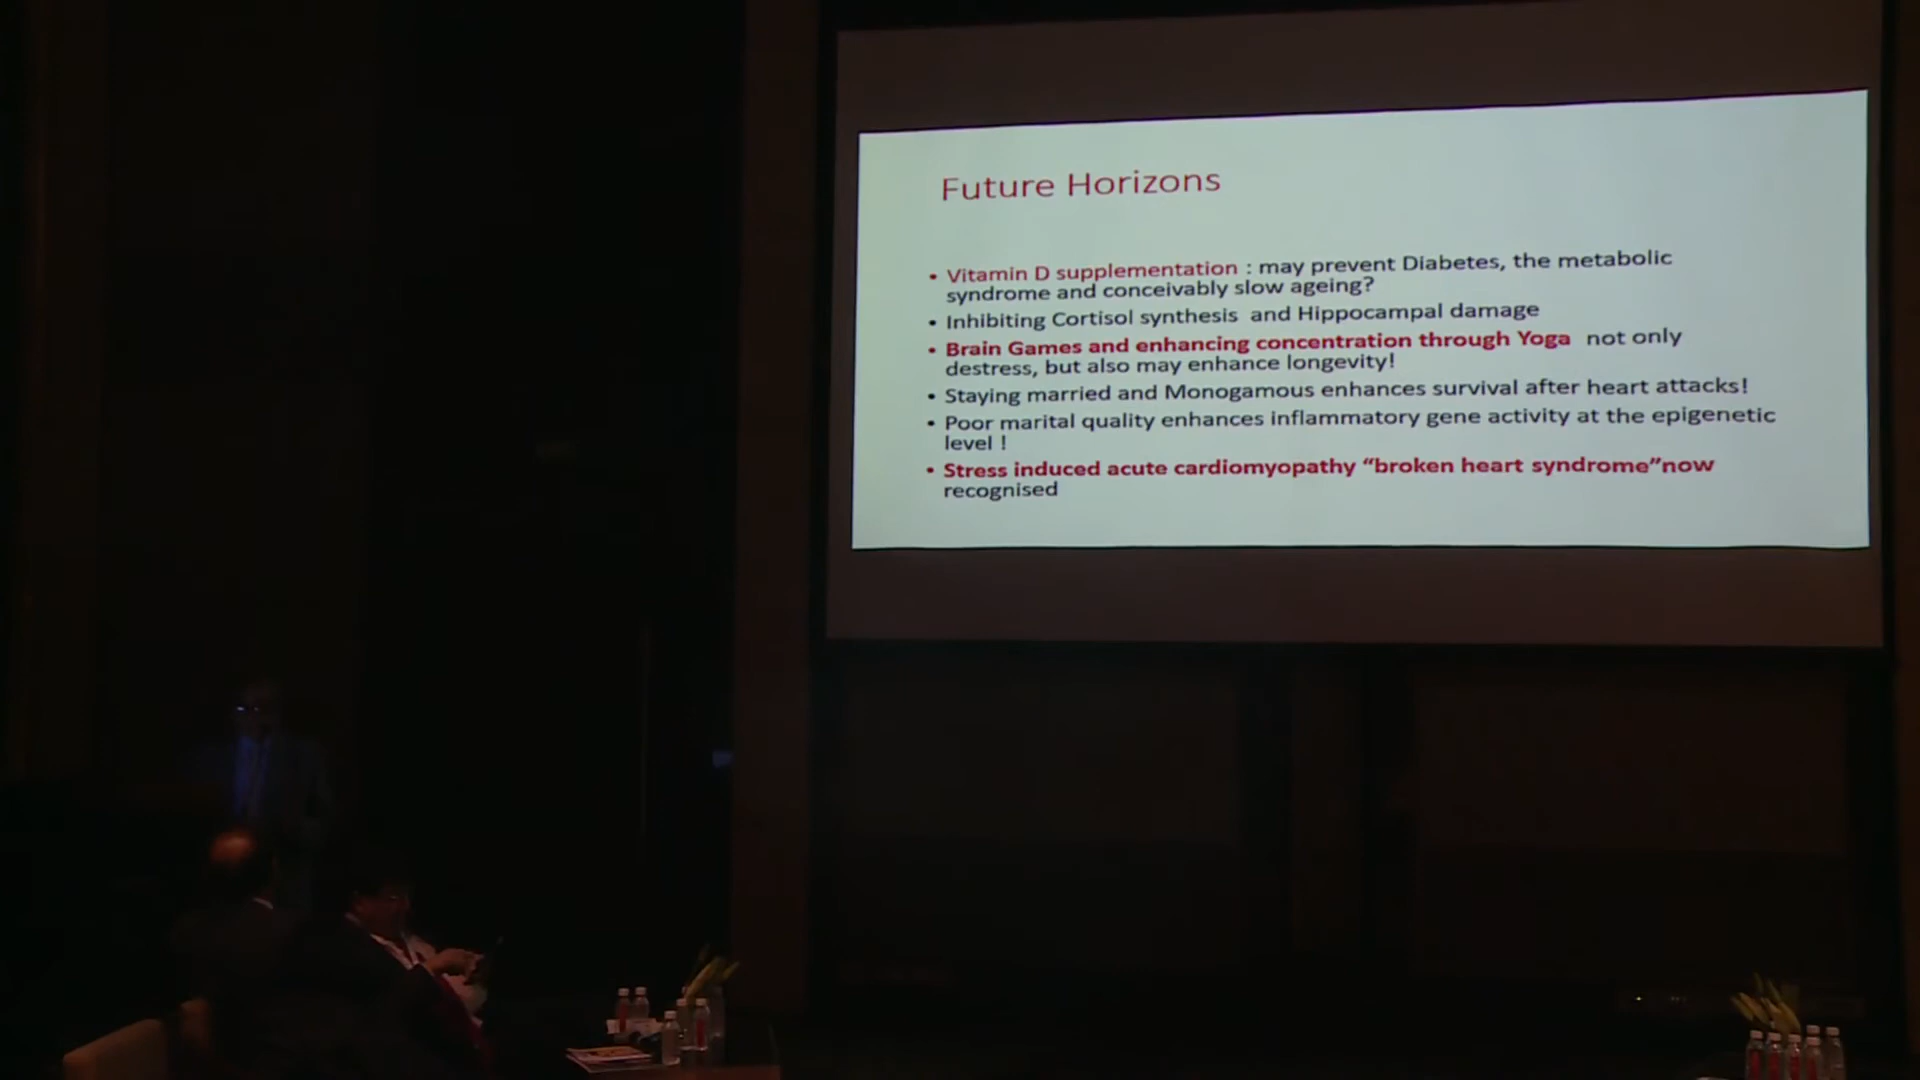 Future Horizons
• Vitamin D supplementation : may prevent Diabetes, the metabolic
syndrome and conceivably slow ageing?
• Inhibiting Cortisol synthesis and Hippocampal damage
• Brain Games and enhancing concentration through Yoga not only
destress, but also may enhance longevity!
• Staying married and Monogamous enhances survival after heart attacks!
• Poor marital quality enhances inflammatory gene activity at the epigenetic
level !
• Stress induced acute cardiomyopathy “broken heart syndrome”now
recognised